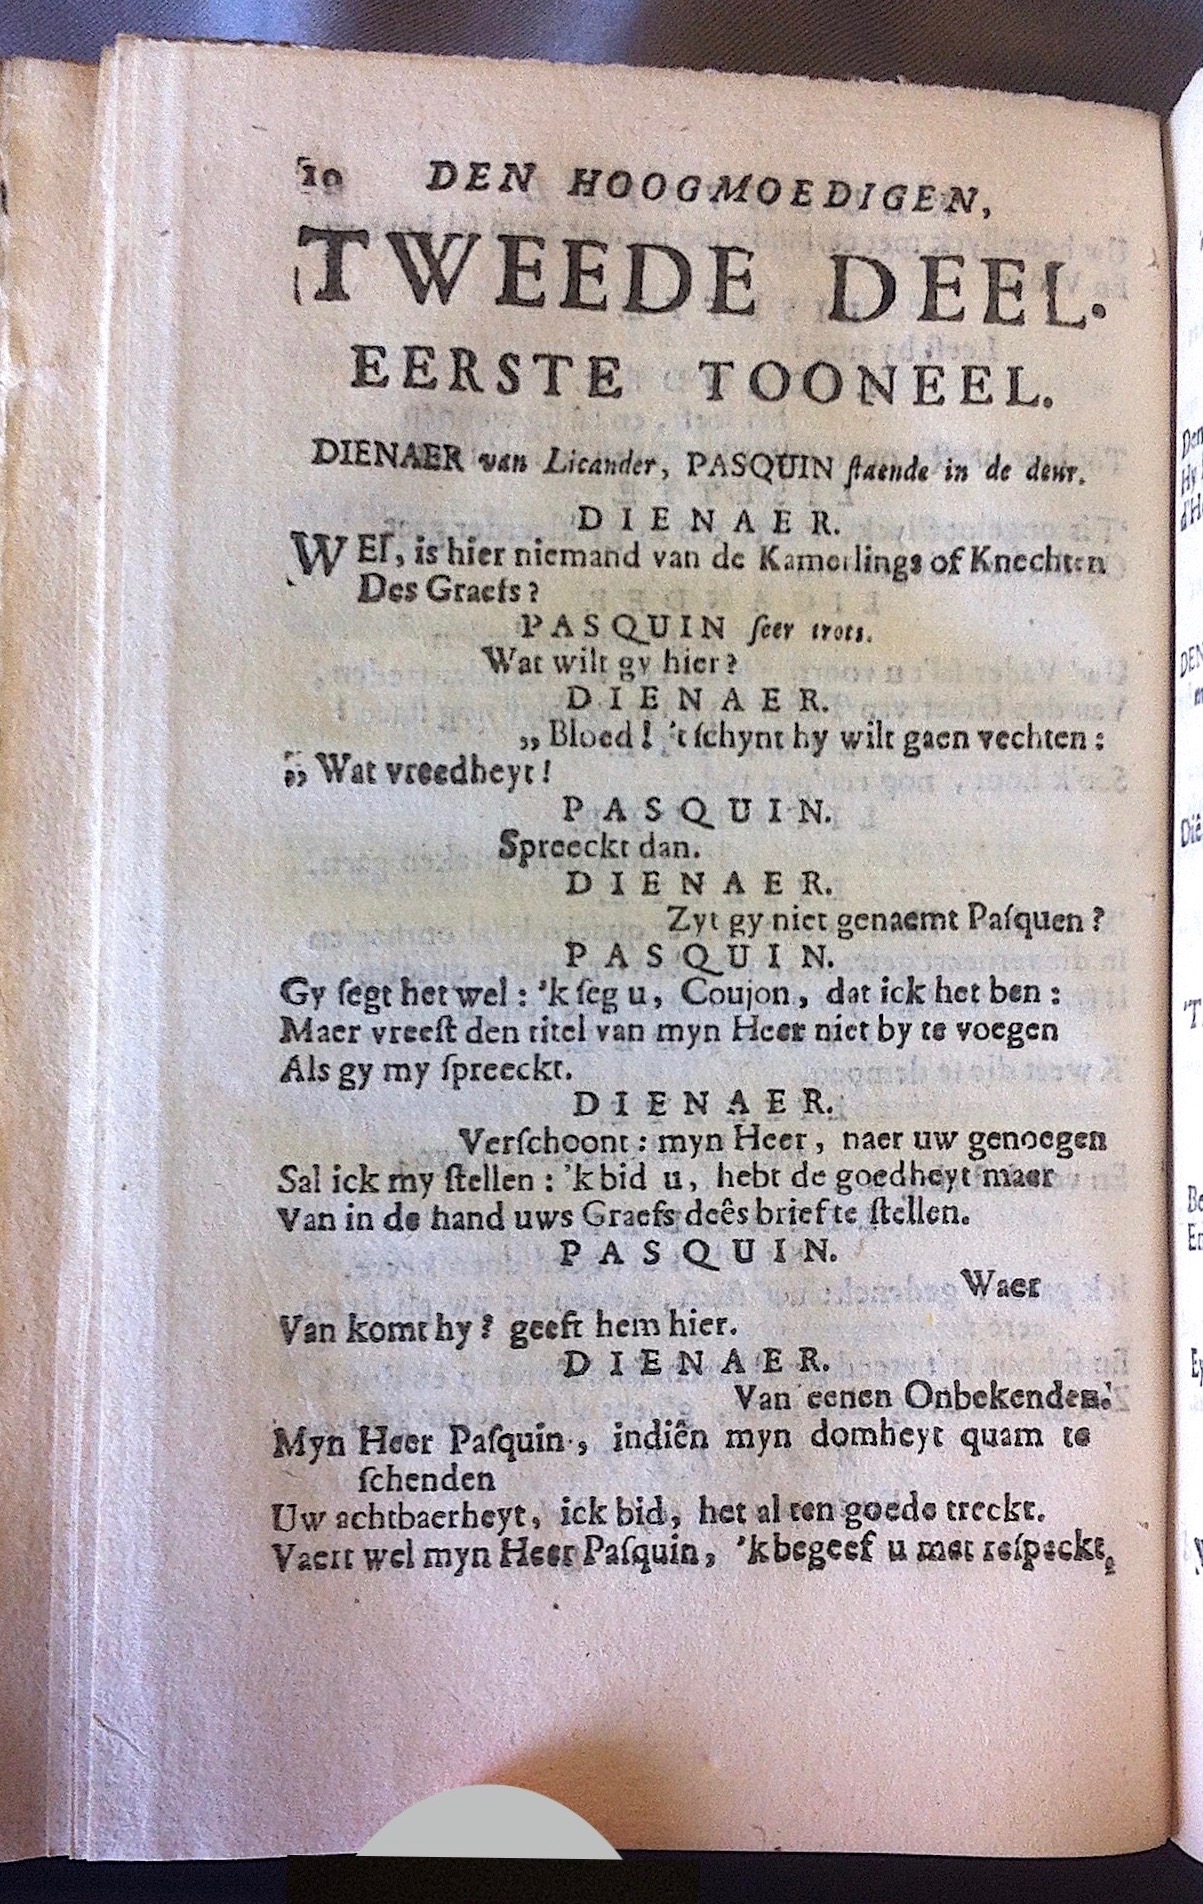 10 DEN HOOGMOEDIGEN,
TWEEDE DEEL.
EERSTE TOONEEL.
DIENAER van Licander, PASQUIN ſtaende in de deur.
DIENAER.
WEl, is hier niemand van de Kamerlings of Knechten
Des Graefs?
PASQUIN ſeer trots.
Wat wilt gy hier?
DIENAER.
„ Bloed! 't ſchynt hy wilt gaen vechten:
„ Wat vreedheyt!
PASQUIN.
Spreeckt dan.
DIENAER.
Zyt gy niet genaemt Paſquen?
PASQUIN.
Gy ſegt het wel: 'k ſeg u, Coujon, dat ick het ben:
Maer vreeſt den titel van myn Heer niet by te voegen
Als gy my ſpreeckt.
DIENAER.
Verſchoont: myn Heer, naer uw genoegen
Sal ick my ſtellen: 'k bid u, hebt de goedheyt maer
Van in de hand uws Graefs deês brief te ſtellen.
PASQUIN.
Waer
Van komt hy? geeft hem hier.
DIENAER.
Van eenen Onbekenden.
Myn Heer Paſquin, indiên myn domheyt quam te
ſchenden
Uw achtbaerheyt, ick bid, het al ten goede treckt.
Vaert wel myn Heer Paſquin, 'k begeef u met reſpeckt,